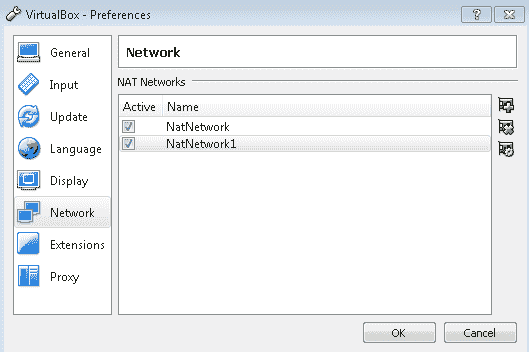 VirtualBox - Preferences
General
Input
Update
Language
Display
Network
Extensions
Proxy
Network
NAT Networks
Active Name
NatNetwork
NatNetwork1
OK Cancel